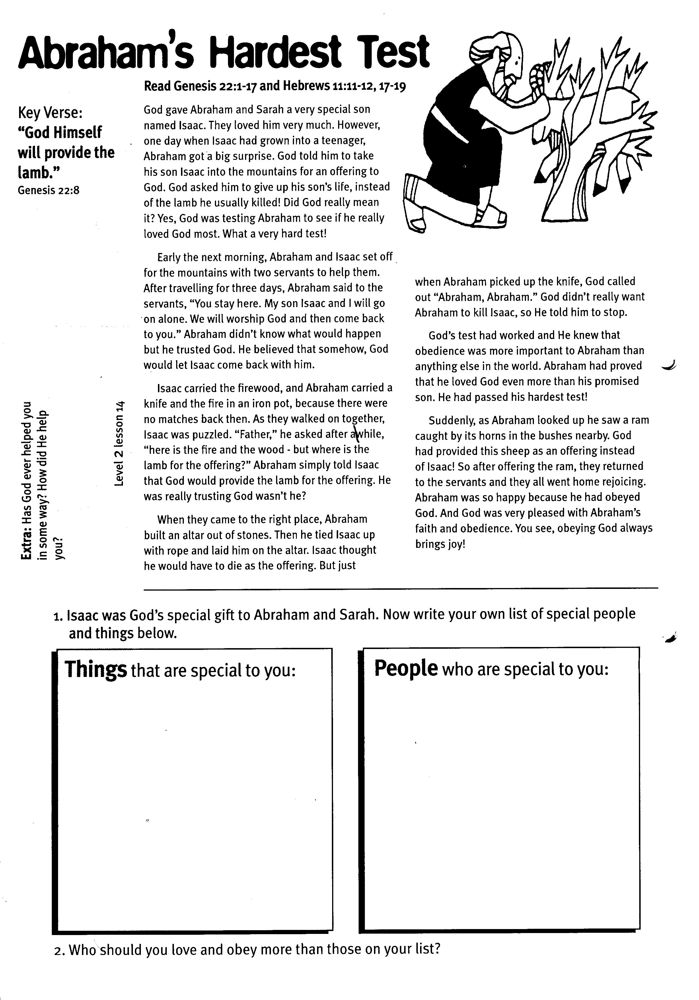 Abraham's Hardest Test
Read Genesis 22:1-17 and Hebrews 11:11-12, 17-19
Key Verse:
“God Himself
will provide the
lamb.”
Genesis 22:8
God gave Abraham and Sarah a very special son
named Isaac. They loved him very much. However,
one day when Isaac had grown into a teenager,
Abraham got a big surprise. God told him to take
his son Isaac into the mountains for an offering to
God. God asked him to give up his son’s life, instead
of the lamb he usually killed! Did God really mean
it? Yes, God was testing Abraham to see if he really
loved God most. What a very hard test!
Early the next morning, Abraham and Isaac set off
for the mountains with two servants to help them.
After travelling for three days, Abraham said to the
servants, “You stay here. My son Isaac and I will go
on alone. We will worship God and then come back
to you.” Abraham didn’t know what would happen
but he trusted God. He believed that somehow, God
would let Isaac come back with him.
Isaac carried the firewood, and Abraham carried a
knife and the fire in an iron pot, because there were
no matches back then. As they walked on together,
Isaac was puzzled. “Father,” he asked after awhile,
“here is the fire and the wood - but where is the
lamb for the offering?” Abraham simply told Isaac
that God would provide the lamb for the offering. He
was really trusting God wasn’t he?
When they came to the right place, Abraham
built an altar out of stones. Then he tied Isaac up
with rope and laid him on the altar. Isaac thought
he would have to die as the offering. But just
when Abraham picked up the knife, God called
out “Abraham, Abraham.” God didn’t really want
Abraham to kill Isaac, so He told him to stop.
God’s test had worked and He knew that
obedience was more important to Abraham than
anything else in the world. Abraham had proved
that he loved God even more than his promised
son. He had passed his hardest test!
Suddenly, as Abraham looked up he saw a ram
caught by its horns in the bushes nearby. God
had provided this sheep as an offering instead
of Isaac! So after offering the ram, they returned
to the servants and they all went home rejoicing.
Abraham was so happy because he had obeyed
God. And God was very pleased with Abraham’s
faith and obedience. You see, obeying God always
brings joy!
Extra: Has God ever helped you
in some way? How did He help
you?
Level 2 lesson 14
1. Isaac was God’s special gift to Abraham and Sarah. Now write your own list of special people
and things below.
Things that are special to you:
People who are special to you:
2. Who should you love and obey more than those on your list?